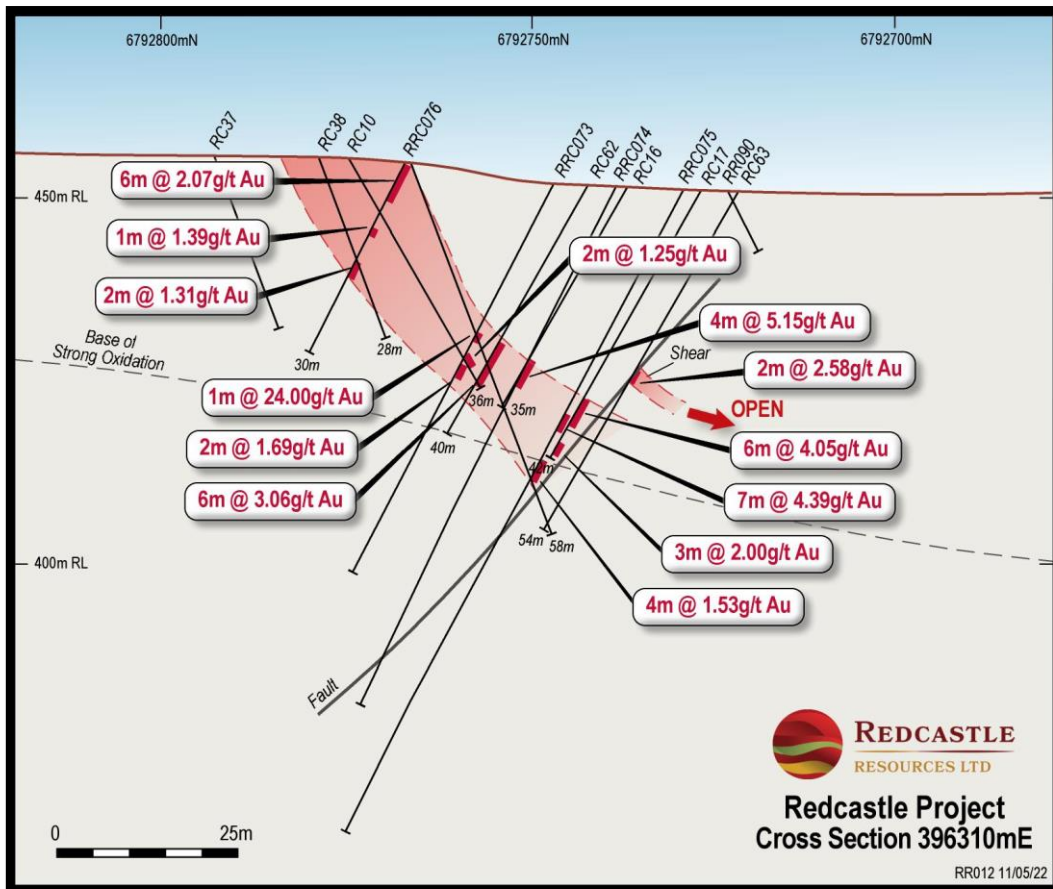 6792800mN
6792750mN
6792700mN
RC37
RC38
RC10
RRC076
RRC073
RC62
RRC074
RC16
RRC075
RC17
RR090
RC63
450m RL
6m @ 2.07g/t Au
1m @ 1.39g/t Au
2m @ 1.31g/t Au
2m @ 1.25g/t Au
4m @ 5.15g/t Au
Base of
Strong Oxidation
30m
28m
Shear
2m @ 2.58g/t Au
1m @ 24.00g/t Au
36m
35m
OPEN
40m
2m @ 1.69g/t Au
6m @ 4.05g/t Au
42m
6m @ 3.06g/t Au
7m @ 4.39g/t Au
54m
58m
3m @ 2.00g/t Au
400m RL
4m @ 1.53g/t Au
Fault
REDCASTLE
RESOURCES LTD
Redcastle Project
Cross Section 396310mE
0
25m
RR012 11/05/22